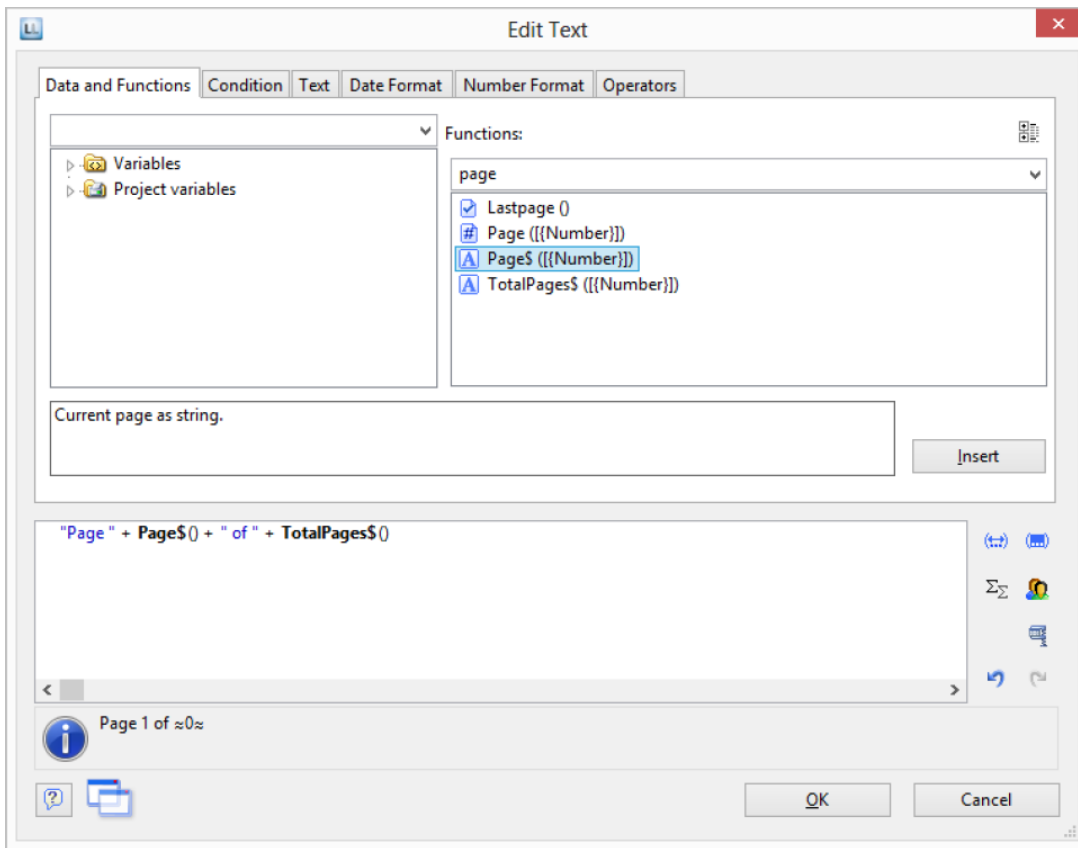 LL
Edit Text
Data and Functions Condition Text Date Format Number Format Operators
Functions:
Variables
Project variables
page
Lastpage ()
Page ([{Number}])
Page$ ([{Number}])
TotalPages$ ([{Number}])
Current page as string.
Insert
"Page " + Page$() + " of " + TotalPages$()
Page 1 of ≈0≈
OK Cancel